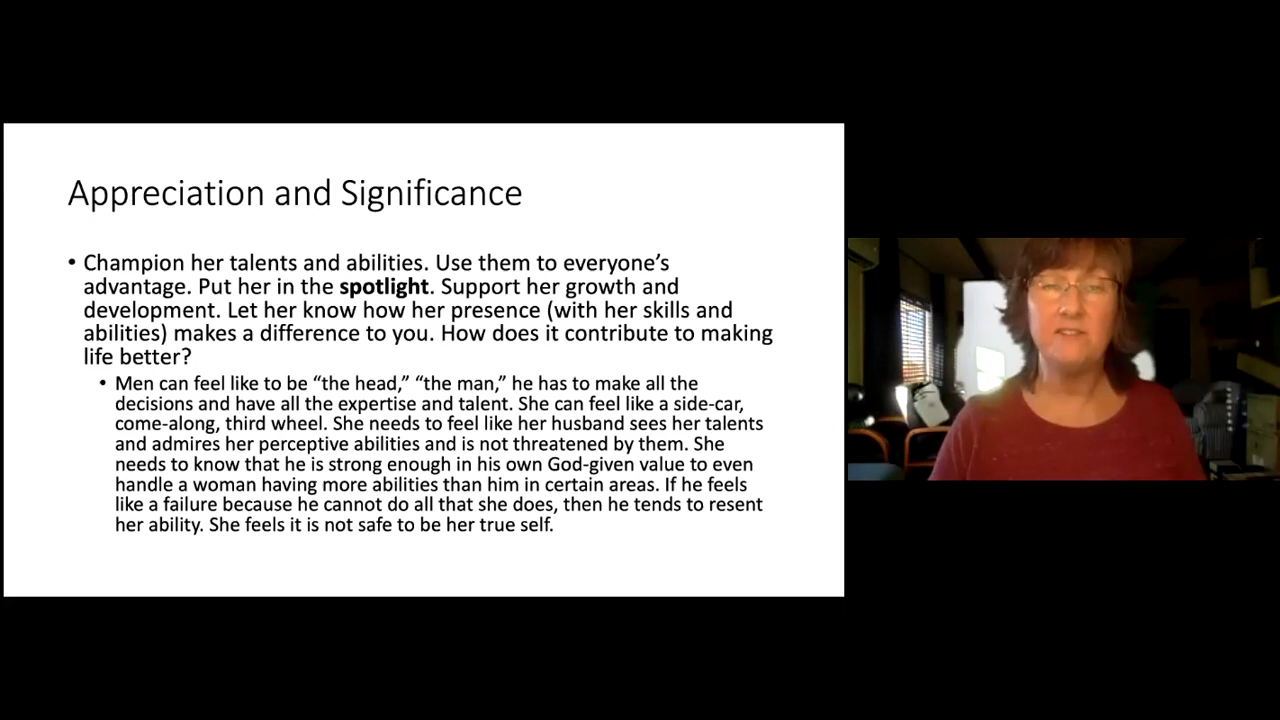 Appreciation and Significance
• Champion her talents and abilities. Use them to everyone’s
advantage. Put her in the spotlight. Support her growth and
development. Let her know how her presence (with her skills and
abilities) makes a difference to you. How does it contribute to making
life better?
• Men can feel like to be “the head,” “the man,” he has to make all the
decisions and have all the expertise and talent. She can feel like a side-car,
come-along, third wheel. She needs to feel like her husband sees her talents
and admires her perceptive abilities and is not threatened by them. She
needs to know that he is strong enough in his own God-given value to even
handle a woman having more abilities than him in certain areas. If he feels
like a failure because he cannot do all that she does, then he tends to resent
her ability. She feels it is not safe to be her true self.